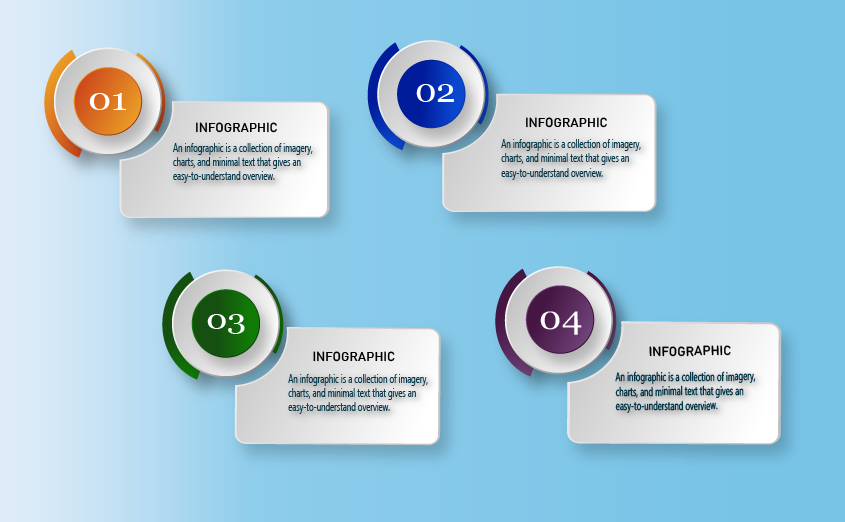 01
INFOGRAPHIC
An infographic is a collection of imagery,
charts, and minimal text that gives an
easy-to-understand overview.
02
INFOGRAPHIC
An infographic is a collection of imagery,
charts, and minimal text that gives an
easy-to-understand overview.
03
INFOGRAPHIC
An infographic is a collection of imagery,
charts, and minimal text that gives an
easy-to-understand overview.
04
INFOGRAPHIC
An infographic is a collection of imagery,
charts, and minimal text that gives an
easy-to-understand overview.